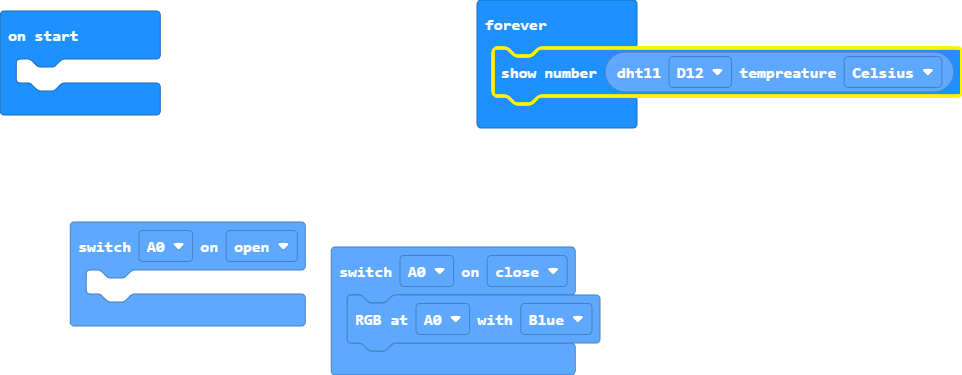 on start
forever
show number dht11 D12 tempreature Celsius
switch A0 on open
switch A0 on close
RGB at A0 with Blue